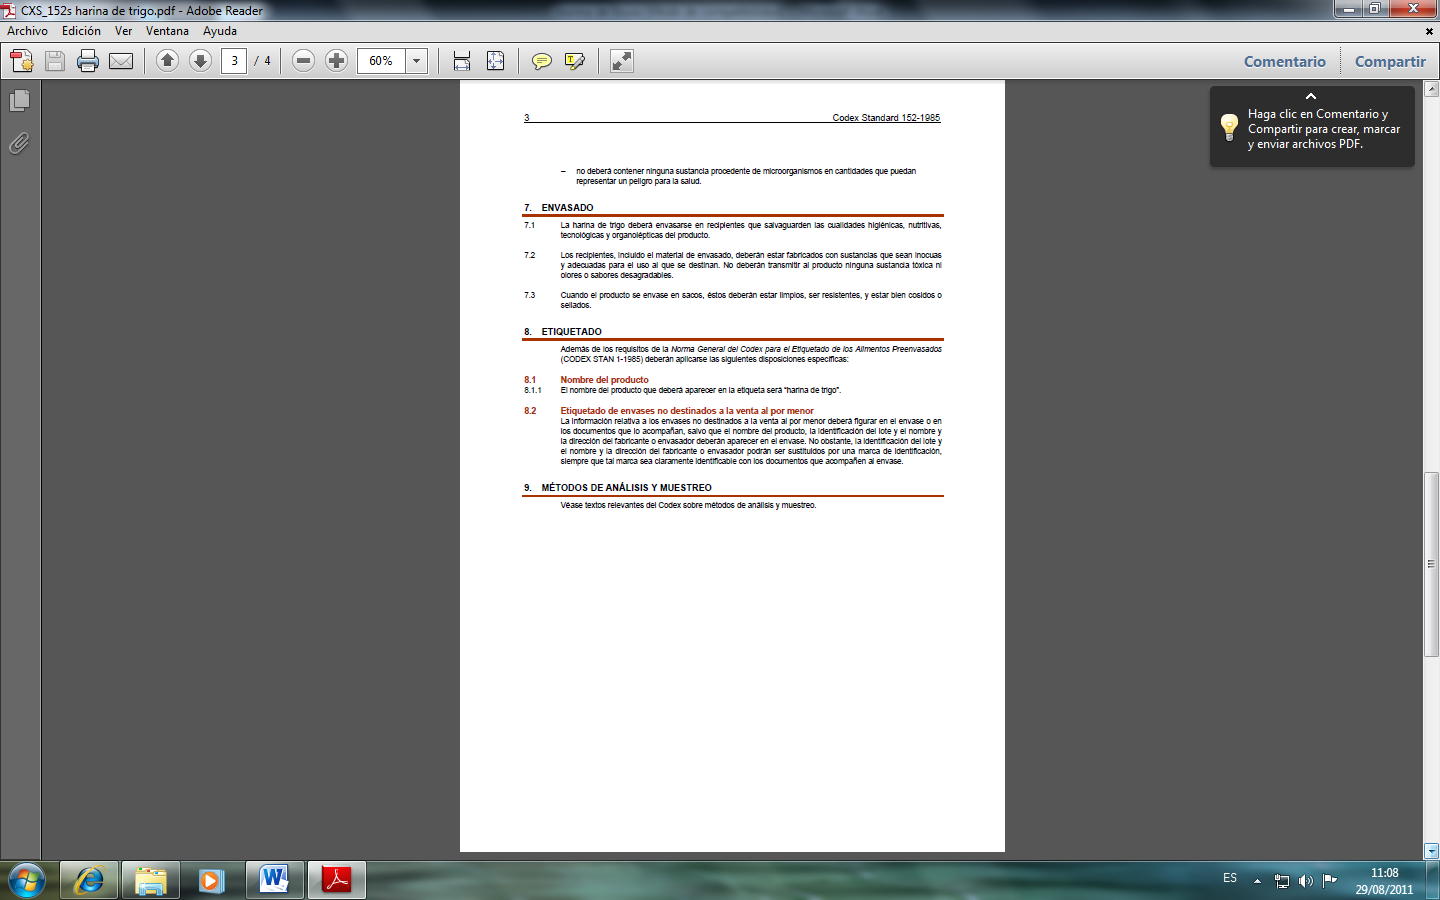 CXS_152s harina de trigo.pdf - Adobe Reader
Archivo Edición Ver Ventana Ayuda
3 / 4 60% Comentario Compartir
Haga clic en Comentario y
Compartir para crear, marcar
y enviar archivos PDF.
3 Codex Standard 152-1985
– no deberá contener ninguna sustancia procedente de microorganismos en cantidades que puedan
representar un peligro para la salud.
7. ENVASADO
7.1 La harina de trigo deberá envasarse en recipientes que salvaguarden las cualidades higiénicas, nutritivas,
tecnológicas y organolépticas del producto.
7.2 Los recipientes, incluido el material de envasado, deberán estar fabricados con sustancias que sean inocuas
y adecuadas para el uso al que se destinan. No deberán transmitir al producto ninguna sustancia tóxica ni
olores o sabores desagradables.
7.3 Cuando el producto se envase en sacos, éstos deberán estar limpios, ser resistentes, y estar bien cosidos o
sellados.
8. ETIQUETADO
Además de los requisitos de la Norma General del Codex para el Etiquetado de los Alimentos Preenvasados
(CODEX STAN 1-1985) deberán aplicarse las siguientes disposiciones específicas:
8.1 Nombre del producto
8.1.1 El nombre del producto que deberá aparecer en la etiqueta será “harina de trigo”.
8.2 Etiquetado de envases no destinados a la venta al por menor
La información relativa a los envases no destinados a la venta al por menor deberá figurar en el envase o en
los documentos que lo acompañan, salvo que el nombre del producto, la identificación del lote y el nombre y
la dirección del fabricante o envasador deberán aparecer en el envase. No obstante, la identificación del lote y
el nombre y la dirección del fabricante o envasador podrán ser sustituidos por una marca de identificación,
siempre que tal marca sea claramente identificable con los documentos que acompañen al envase.
9. MÉTODOS DE ANÁLISIS Y MUESTREO
Véase textos relevantes del Codex sobre métodos de análisis y muestreo.
ES 11:08
29/08/2011